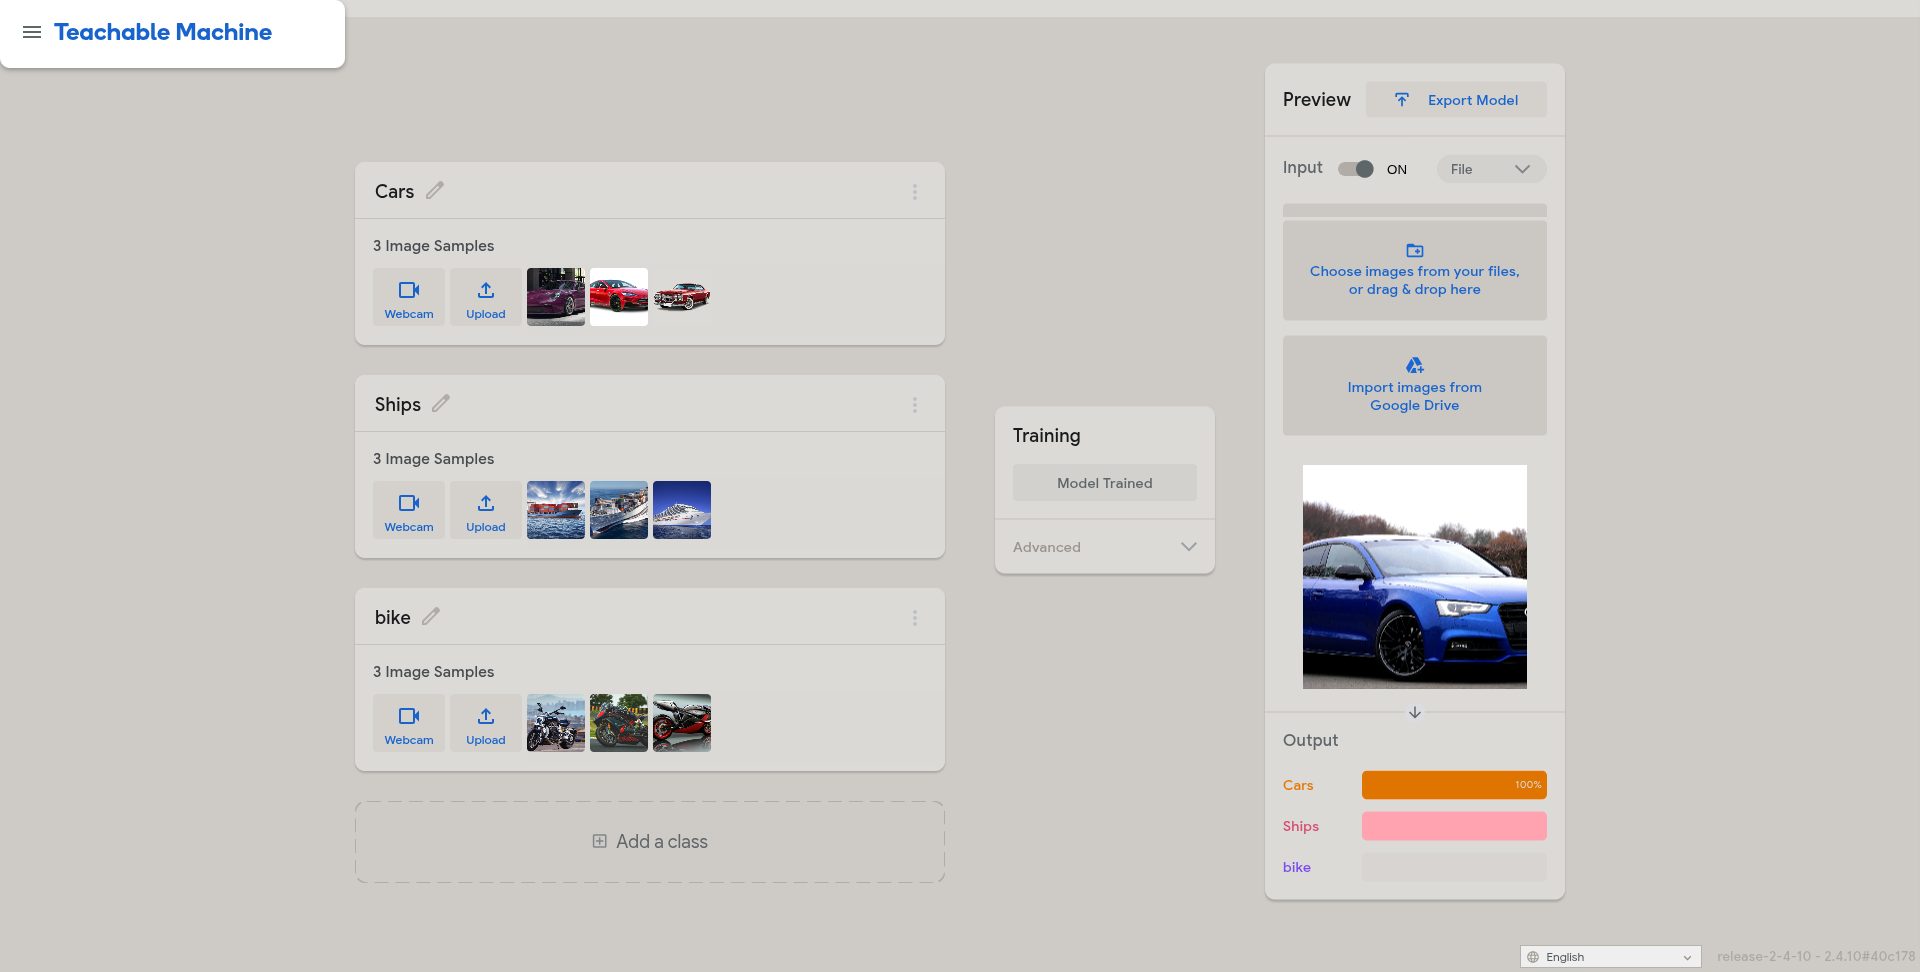 Teachable Machine
Cars
3 Image Samples
Webcam
Upload
Ships
3 Image Samples
Webcam
Upload
bike
3 Image Samples
Webcam
Upload
Add a class
Training
Model Trained
Advanced
Preview
Export Model
Input
ON
File
Choose images from your files,
or drag & drop here
Import images from
Google Drive
Output
Cars
100%
Ships
bike
English
release-2-4-10 - 2.4.10#40c178